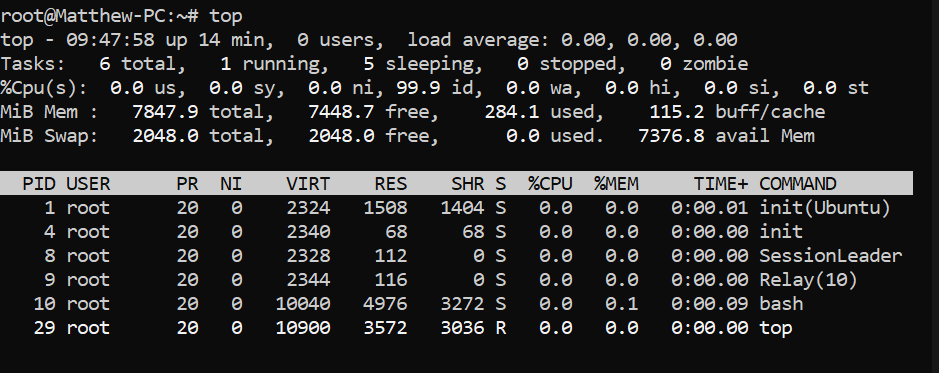 root@Matthew-PC:~# top
top - 09:47:58 up 14 min,  0 users,  load average: 0.00, 0.00, 0.00
Tasks:   6 total,   1 running,   5 sleeping,   0 stopped,   0 zombie
%Cpu(s):  0.0 us,  0.0 sy,  0.0 ni, 99.9 id,  0.0 wa,  0.0 hi,  0.0 si,  0.0 st
MiB Mem :   7847.9 total,   7448.7 free,    284.1 used,    115.2 buff/cache
MiB Swap:   2048.0 total,   2048.0 free,      0.0 used.   7376.8 avail Mem
PID USER      PR  NI    VIRT    RES    SHR S  %CPU  %MEM     TIME+ COMMAND
1 root      20   0    2324   1508   1404 S   0.0   0.0   0:00.01 init(Ubuntu)
4 root      20   0    2340     68     68 S   0.0   0.0   0:00.00 init
8 root      20   0    2328    112      0 S   0.0   0.0   0:00.00 SessionLeader
9 root      20   0    2344    116      0 S   0.0   0.0   0:00.00 Relay(10)
10 root      20   0   10040   4976   3272 S   0.0   0.1   0:00.09 bash
29 root      20   0   10900   3572   3036 R   0.0   0.0   0:00.00 top